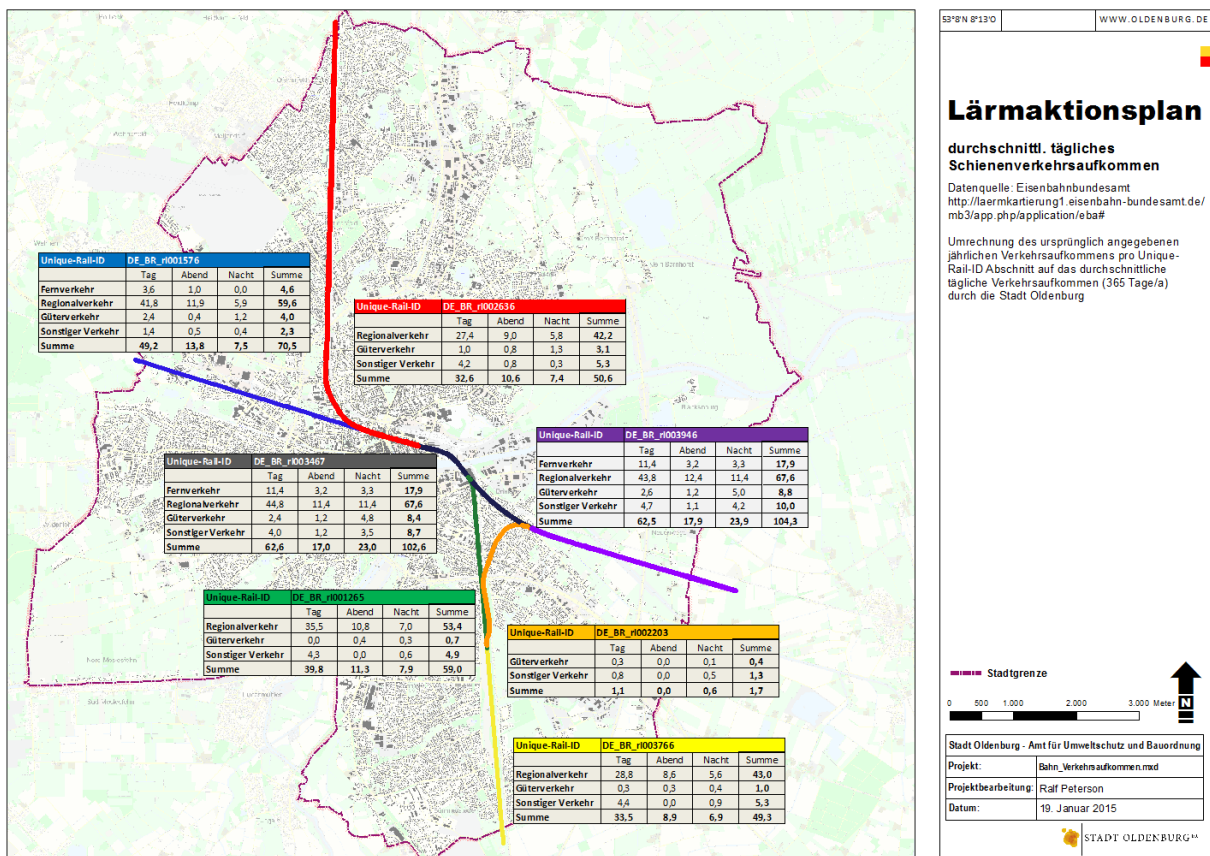 53°8'N 8°13'O
WWW.OLDENBURG.DE
Lärmaktionsplan
durchschnittl. tägliches
Schienenverkehrsaufkommen
Datenquelle: Eisenbahnbundesamt
http://laermkartierung1.eisenbahn-bundesamt.de/
mb3/app.php/application/eba#
Umrechnung des ursprünglich angegebenen
jährlichen Verkehrsaufkommens pro Unique-
Rail-ID Abschnitt auf das durchschnittliche
tägliche Verkehrsaufkommen (365 Tage/a)
durch die Stadt Oldenburg
Unique-Rail-ID DE_BR_rl001576
Tag Abend Nacht Summe
Fernverkehr 3,6 1,0 0,0 4,6
Regionalverkehr 41,8 11,9 5,9 59,6
Güterverkehr 2,4 0,4 1,2 4,0
Sonstiger Verkehr 1,4 0,5 0,4 2,3
Summe 49,2 13,8 7,5 70,5
Unique-Rail-ID DE_BR_rl002636
Tag Abend Nacht Summe
Regionalverkehr 27,4 9,0 5,8 42,2
Güterverkehr 1,0 0,8 1,3 3,1
Sonstiger Verkehr 4,2 0,8 0,3 5,3
Summe 32,6 10,6 7,4 50,6
Unique-Rail-ID DE_BR_rl003946
Tag Abend Nacht Summe
Fernverkehr 11,4 3,2 3,3 17,9
Regionalverkehr 43,8 12,4 11,4 67,6
Güterverkehr 2,6 1,2 5,0 8,8
Sonstiger Verkehr 4,7 1,1 4,2 10,0
Summe 62,5 17,9 23,9 104,3
Unique-Rail-ID DE_BR_rl003467
Tag Abend Nacht Summe
Fernverkehr 11,4 3,2 3,3 17,9
Regionalverkehr 44,8 11,4 11,4 67,6
Güterverkehr 2,4 1,2 4,8 8,4
Sonstiger Verkehr 4,0 1,2 3,5 8,7
Summe 62,6 17,0 23,0 102,6
Unique-Rail-ID DE_BR_rl001265
Tag Abend Nacht Summe
Regionalverkehr 35,5 10,8 7,0 53,4
Güterverkehr 0,0 0,4 0,3 0,7
Sonstiger Verkehr 4,3 0,0 0,6 4,9
Summe 39,8 11,3 7,9 59,0
Unique-Rail-ID DE_BR_rl002203
Tag Abend Nacht Summe
Güterverkehr 0,3 0,0 0,1 0,4
Sonstiger Verkehr 0,8 0,0 0,5 1,3
Summe 1,1 0,0 0,6 1,7
Unique-Rail-ID DE_BR_rl003766
Tag Abend Nacht Summe
Regionalverkehr 28,8 8,6 5,6 43,0
Güterverkehr 0,3 0,3 0,4 1,0
Sonstiger Verkehr 4,4 0,0 0,9 5,3
Summe 33,5 8,9 6,9 49,3
Stadtgrenze
0 500 1.000 2.000 3.000 Meter
N
Stadt Oldenburg - Amt für Umweltschutz und Bauordnung
Projekt: Bahn_Verkehrsaufkommen.mxd
Projektbearbeitung: Ralf Peterson
Datum: 19. Januar 2015
STADT OLDENBURG